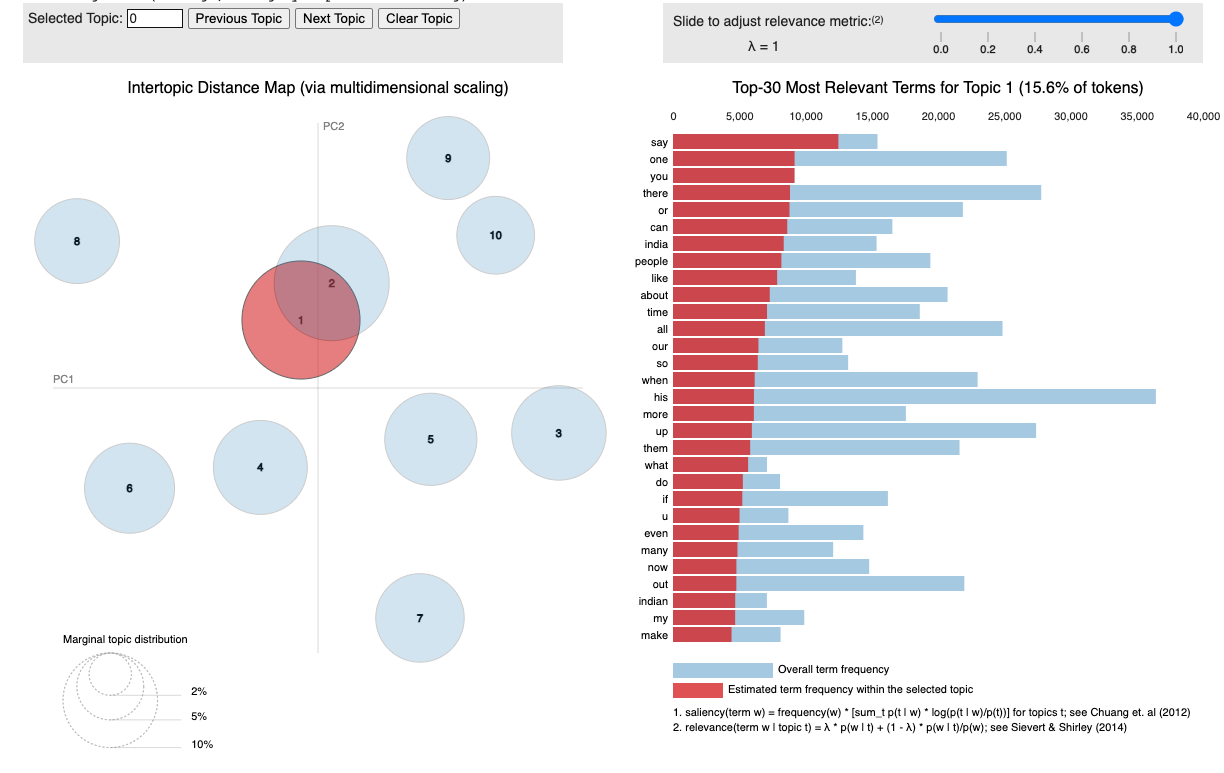 Selected Topic: 0 Previous Topic Next Topic Clear Topic
Slide to adjust relevance metric:(2)
λ = 1
0.0 0.2 0.4 0.6 0.8 1.0
Intertopic Distance Map (via multidimensional scaling)
PC2
PC1
9
8
10
2
1
5
3
4
6
7
Marginal topic distribution
2%
5%
10%
Top-30 Most Relevant Terms for Topic 1 (15.6% of tokens)
0 5,000 10,000 15,000 20,000 25,000 30,000 35,000 40,000
say
one
you
there
or
can
india
people
like
about
time
all
our
so
when
his
more
up
them
what
do
if
u
even
many
now
out
indian
my
make
Overall term frequency
Estimated term frequency within the selected topic
1. saliency(term w) = frequency(w) * [sum_t p(t | w) * log(p(t | w)/p(t))] for topics t; see Chuang et. al (2012)
2. relevance(term w | topic t) = λ * p(w | t) + (1 - λ) * p(w | t)/p(w); see Sievert & Shirley (2014)